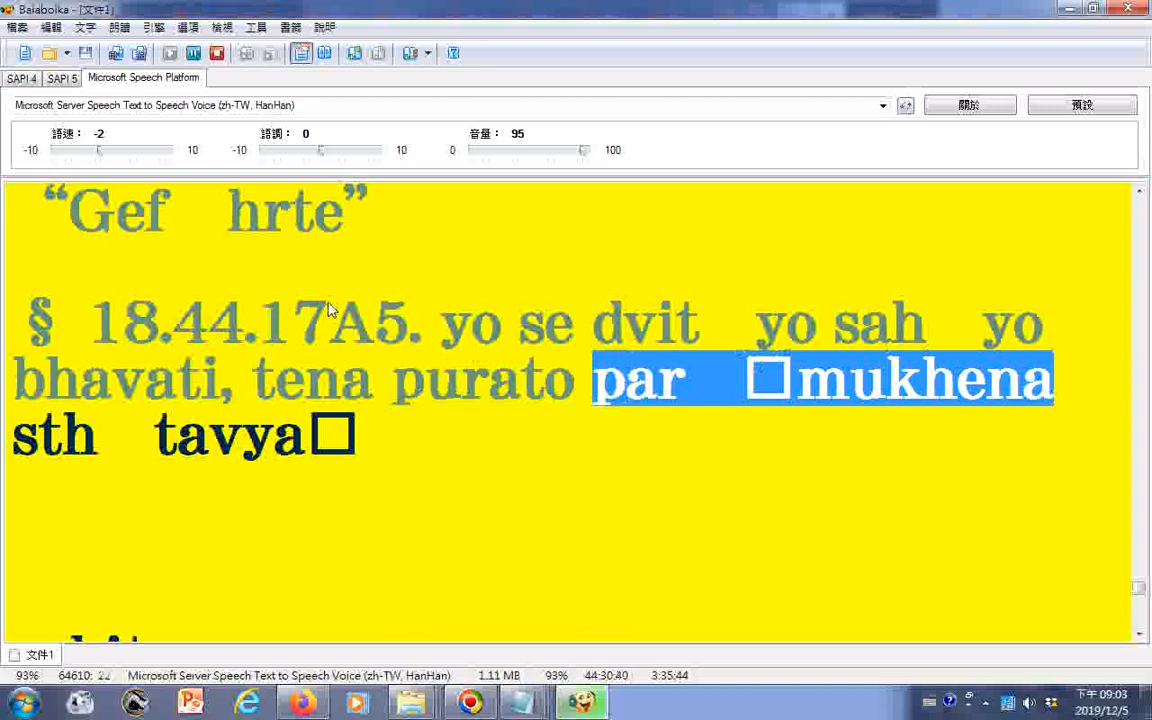 Balabolka - [文件1]
檔案 編輯 文字 朗讀 引擎 選項 檢視 工具 書籤 說明
SAPI 4 SAPI 5 Microsoft Speech Platform
Microsoft Server Speech Text to Speech Voice (zh-TW, HanHan) 關於 預設
語速： -2 語調： 0 音量： 95
-10 10 -10 10 0 100
“Gef hrte”
§ 18.44.17A5. yo se dvit yo sah yo
bhavati, tena purato par □mukhena
sth tavya□
文件1
93% 64610: 22 Microsoft Server Speech Text to Speech Voice (zh-TW, HanHan) 1.11 MB 93% 44:30:40 3:35:44
下午 09:03
2019/12/5